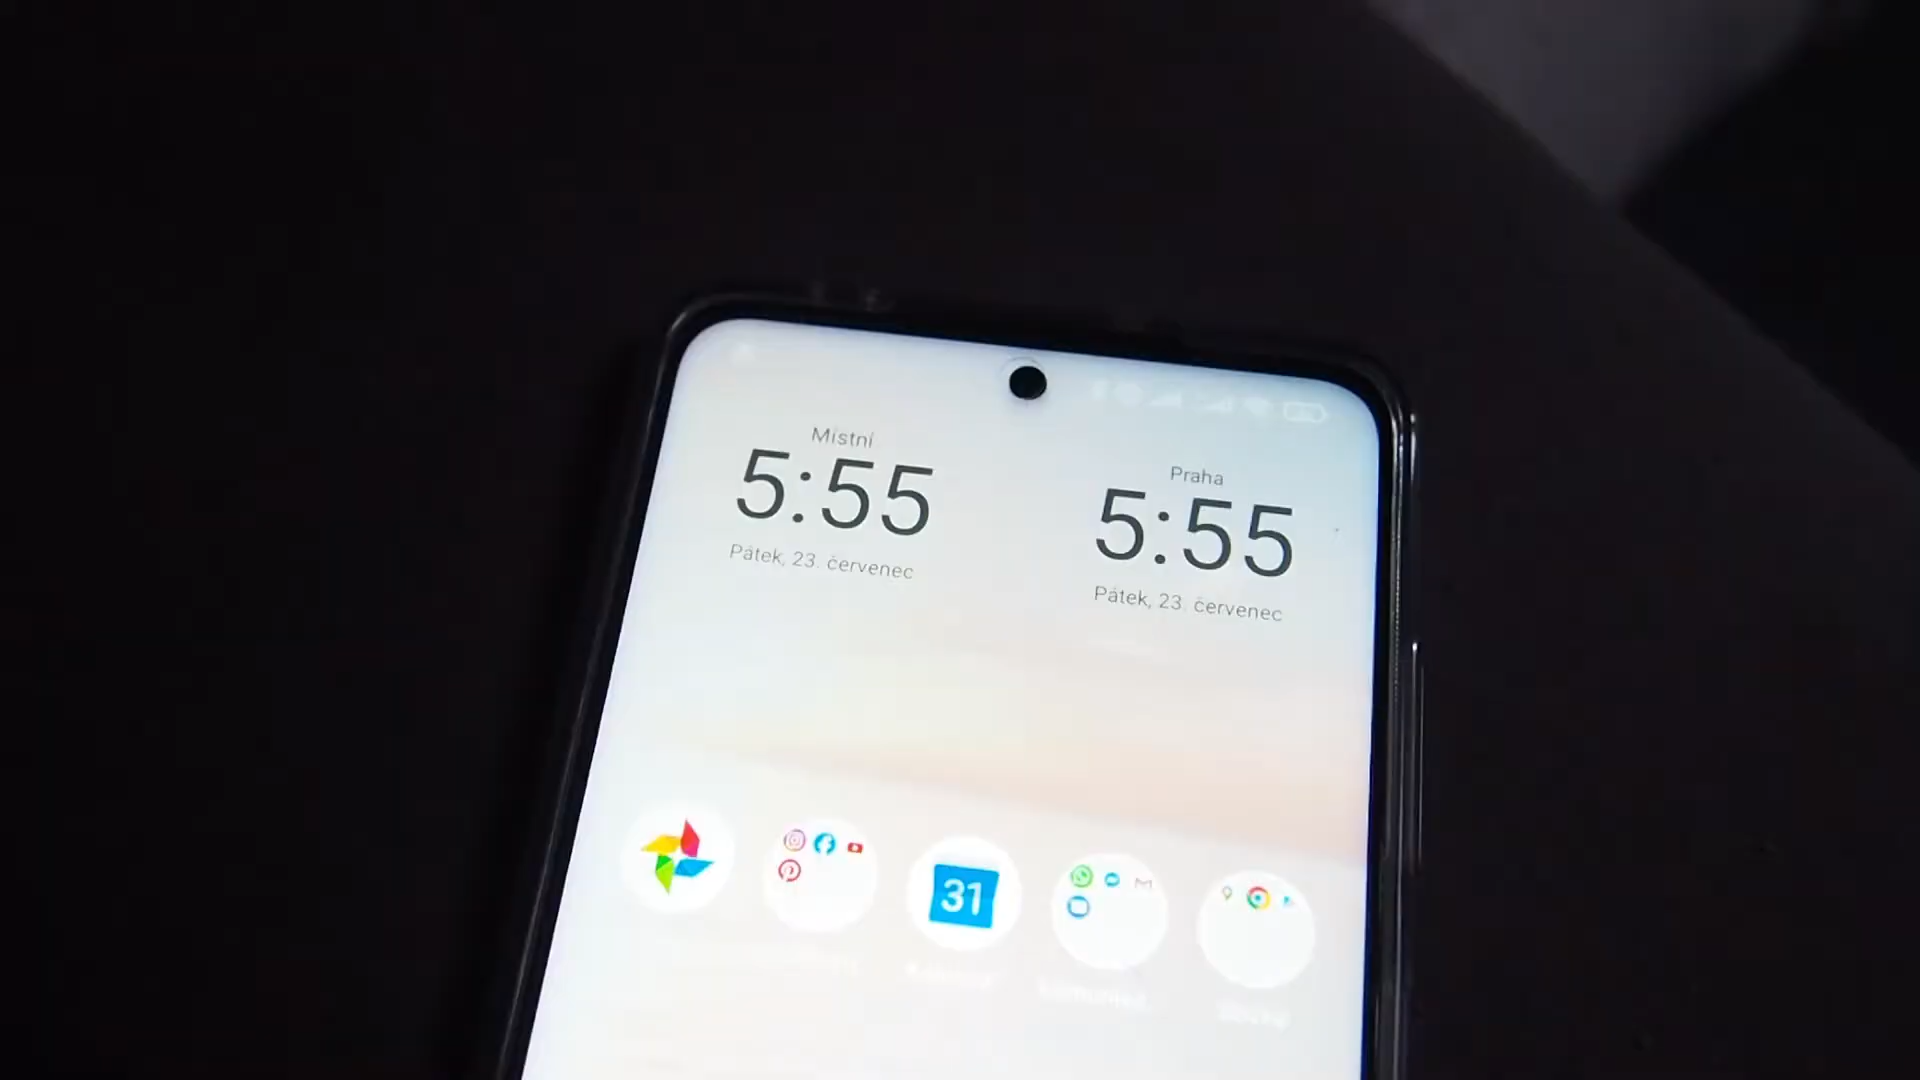 Místní
5:55
Pátek, 23. červenec
Praha
5:55
Pátek, 23. červenec
31